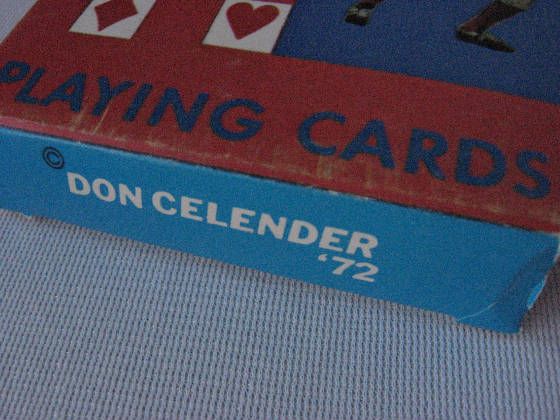 PLAYING CARDS
© DON CELENDER
'72